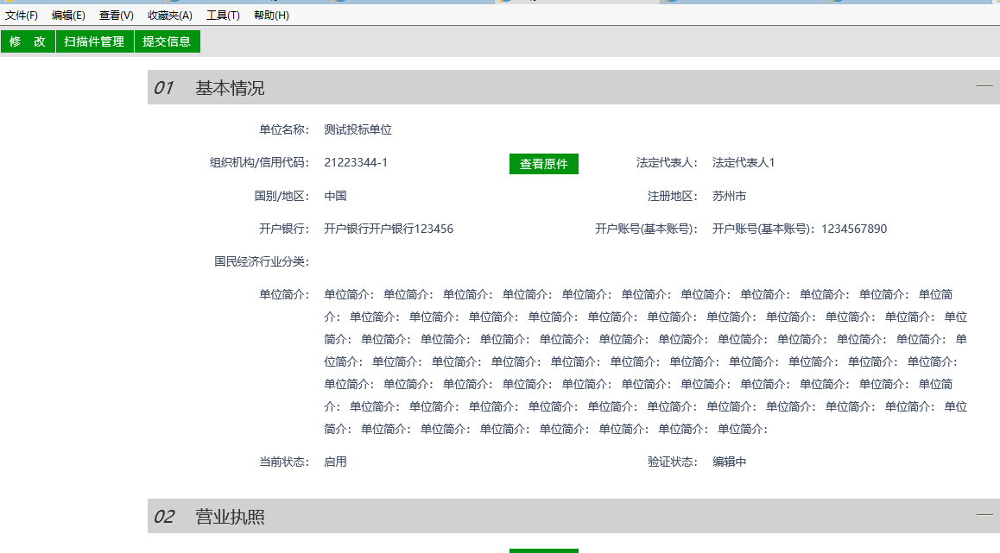 文件(F) 编辑(E) 查看(V) 收藏夹(A) 工具(T) 帮助(H)
修 改 扫描件管理 提交信息
01 基本情况
单位名称: 测试投标单位
组织机构/信用代码: 21223344-1 查看原件 法定代表人: 法定代表人1
国别/地区: 中国 注册地区: 苏州市
开户银行: 开户银行开户银行123456 开户账号(基本账号): 开户账号(基本账号): 1234567890
国民经济行业分类:
单位简介: 单位简介: 单位简介: 单位简介: 单位简介: 单位简介: 单位简介: 单位简介: 单位简介: 单位简介: 单位简介: 单位简
介: 单位简介: 单位简介: 单位简介: 单位简介: 单位简介: 单位简介: 单位简介: 单位简介: 单位简介: 单位简介: 单位
简介: 单位简介: 单位简介: 单位简介: 单位简介: 单位简介: 单位简介: 单位简介: 单位简介: 单位简介: 单位简介: 单
位简介: 单位简介: 单位简介: 单位简介: 单位简介: 单位简介: 单位简介: 单位简介: 单位简介: 单位简介: 单位简介:
单位简介: 单位简介: 单位简介: 单位简介: 单位简介: 单位简介: 单位简介: 单位简介: 单位简介: 单位简介: 单位简
介: 单位简介: 单位简介: 单位简介: 单位简介: 单位简介: 单位简介: 单位简介: 单位简介: 单位简介: 单位简介: 单位
简介: 单位简介: 单位简介: 单位简介: 单位简介: 单位简介: 单位简介: 单位简介:
当前状态: 启用 验证状态: 编辑中
02 营业执照